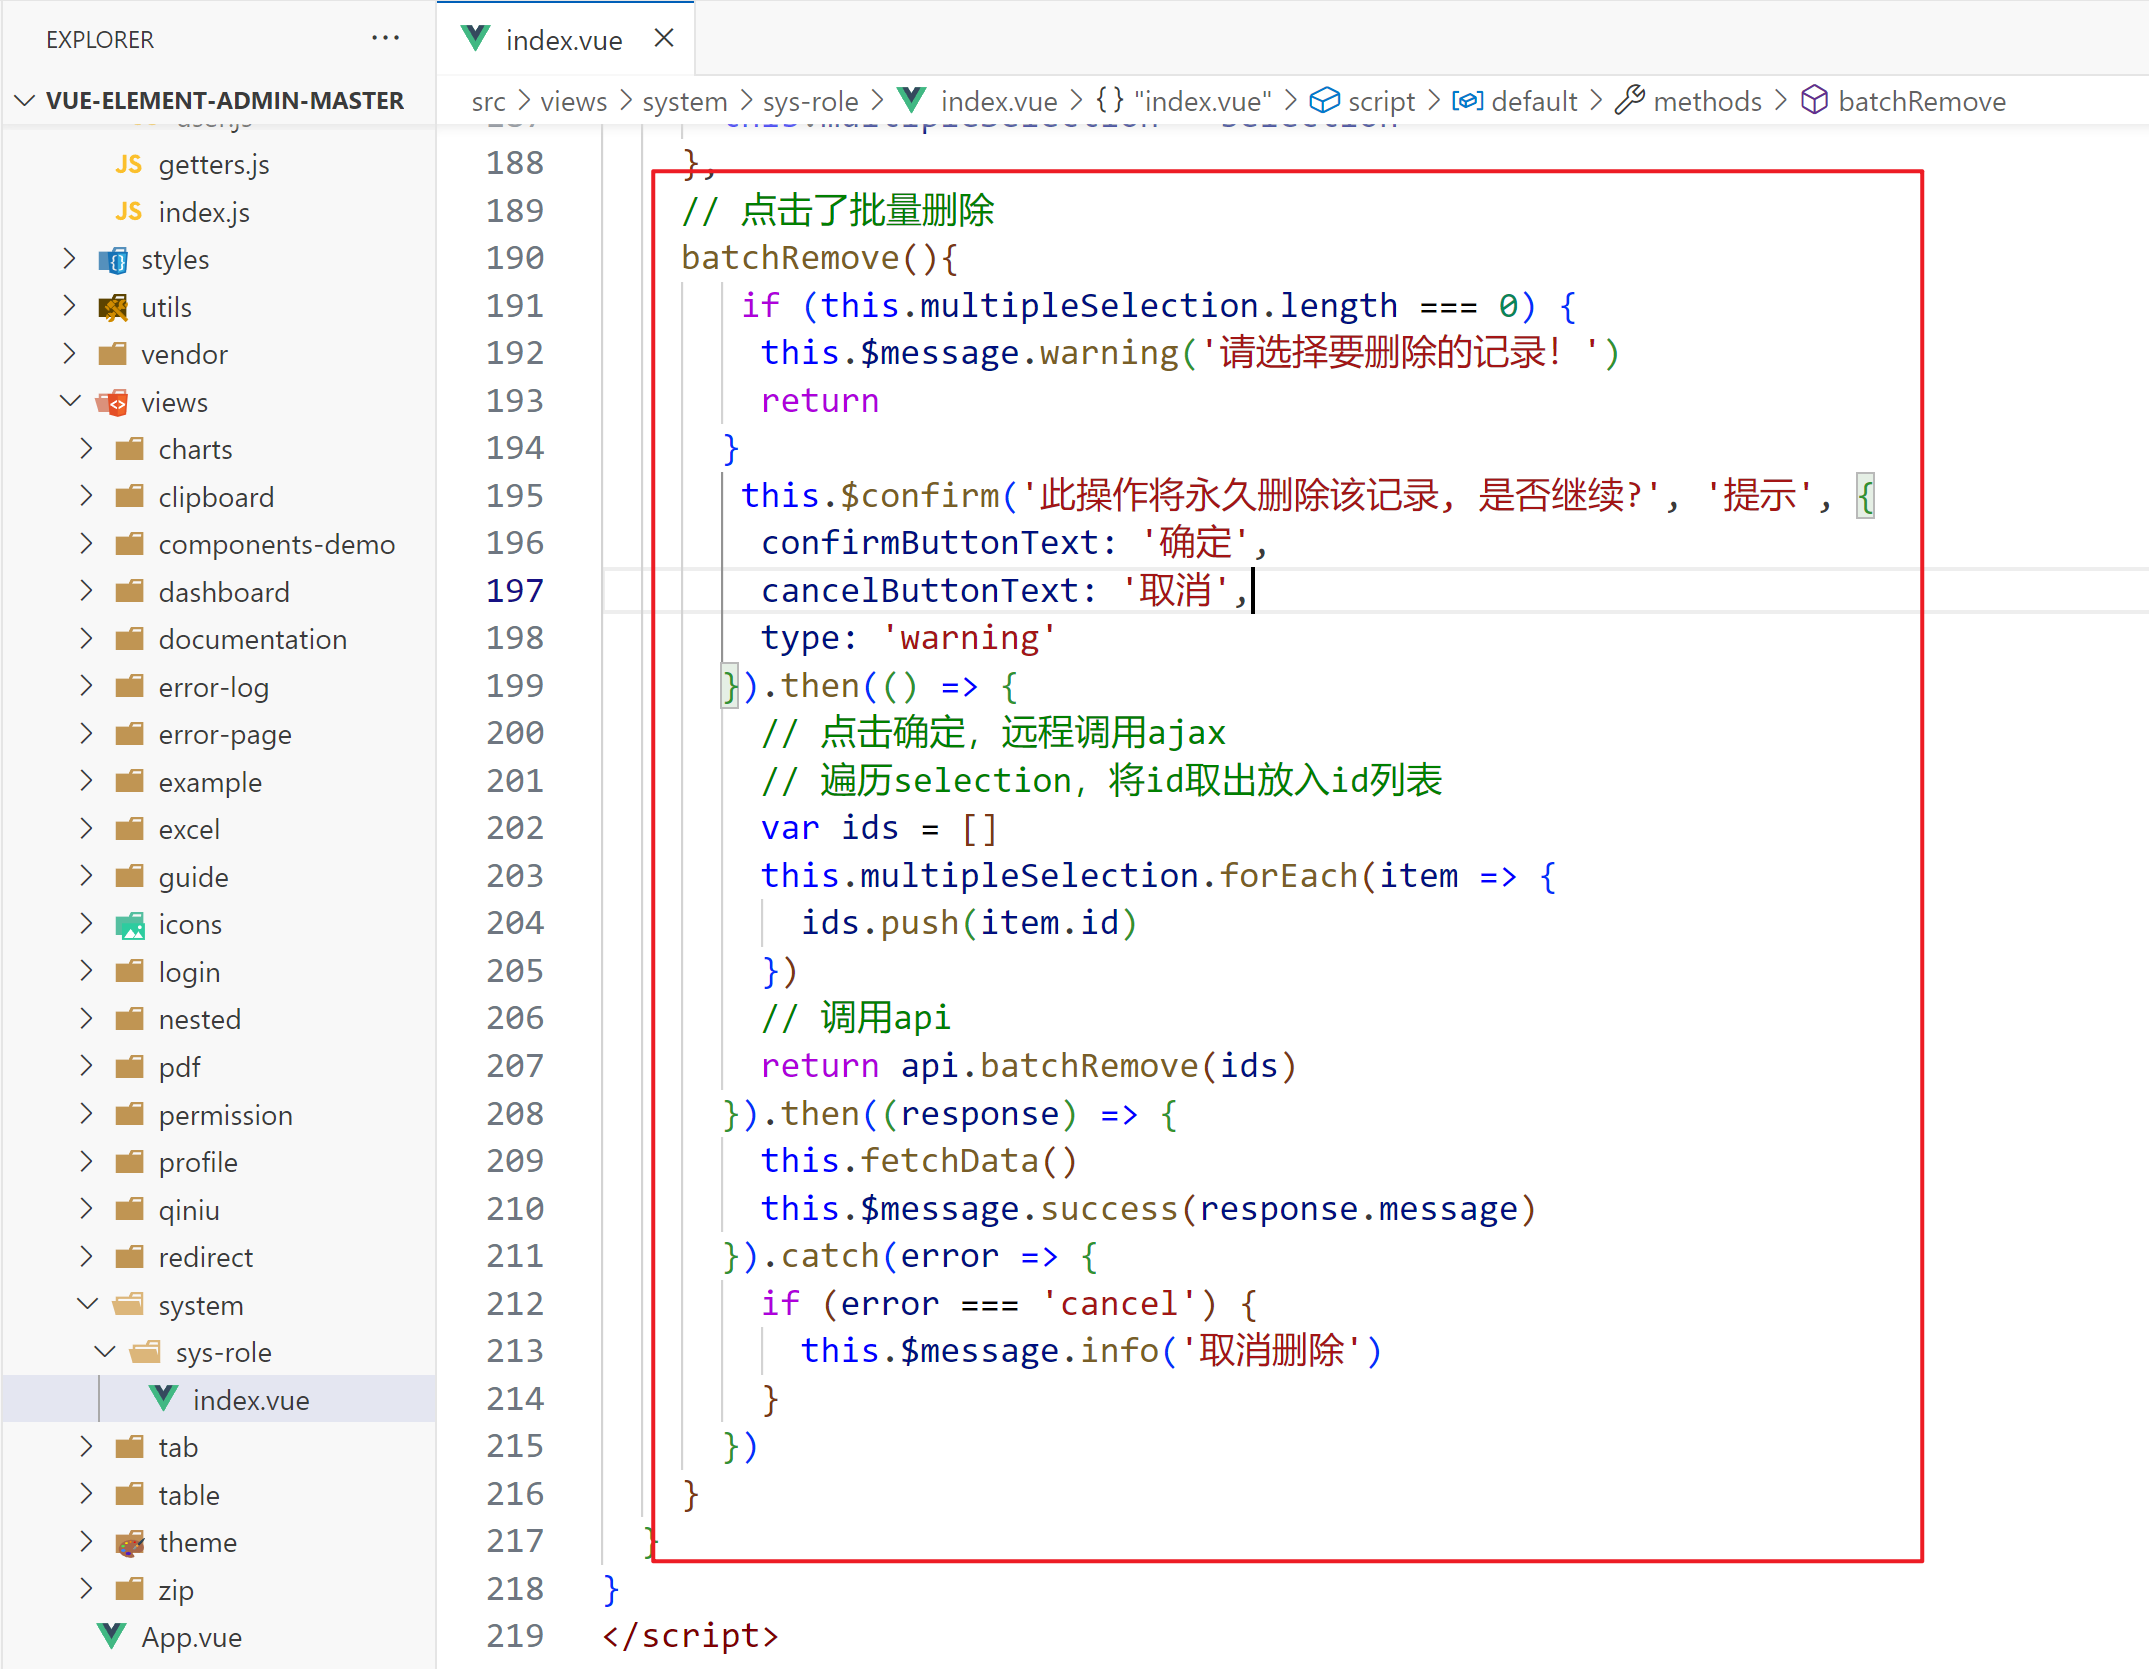 EXPLORER
···
VUE-ELEMENT-ADMIN-MASTER
user.js
JS getters.js
JS index.js
styles
utils
vendor
views
charts
clipboard
components-demo
dashboard
documentation
error-log
error-page
example
excel
guide
icons
login
nested
pdf
permission
profile
qiniu
redirect
system
sys-role
index.vue
tab
table
theme
zip
App.vue
index.vue
src > views > system > sys-role > index.vue > {} "index.vue" > script > default > methods > batchRemove
187 this.multipleSelection = selection
188 },
189 // 点击了批量删除
190 batchRemove(){
191 if (this.multipleSelection.length === 0) {
192 this.$message.warning('请选择要删除的记录！')
193 return
194 }
195 this.$confirm('此操作将永久删除该记录, 是否继续?', '提示', {
196 confirmButtonText: '确定',
197 cancelButtonText: '取消',
198 type: 'warning'
199 }).then(() => {
200 // 点击确定，远程调用ajax
201 // 遍历selection，将id取出放入id列表
202 var ids = []
203 this.multipleSelection.forEach(item => {
204 ids.push(item.id)
205 })
206 // 调用api
207 return api.batchRemove(ids)
208 }).then((response) => {
209 this.fetchData()
210 this.$message.success(response.message)
211 }).catch(error => {
212 if (error === 'cancel') {
213 this.$message.info('取消删除')
214 }
215 })
216 }
217 }
218 }
219 </script>